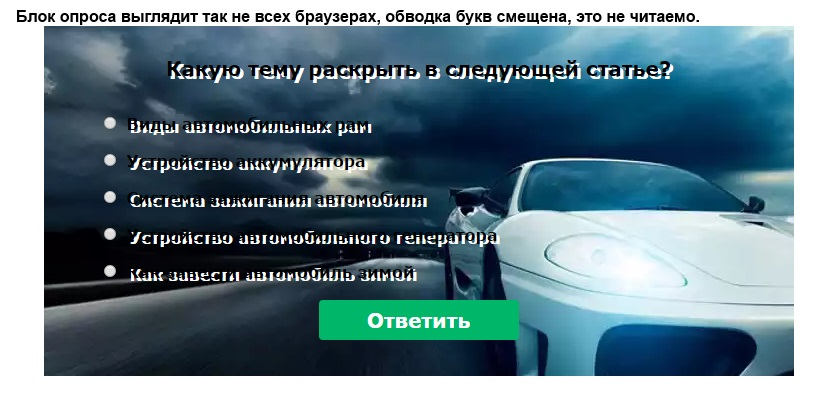 Блок опроса выглядит так не всех браузерах, обводка букв смещена, это не читаемо.
Какую тему раскрыть в следующей статье?
Виды автомобильных рам
Устройство аккумулятора
Система зажигания автомобиля
Устройство автомобильного генератора
Как завести автомобиль зимой
Ответить